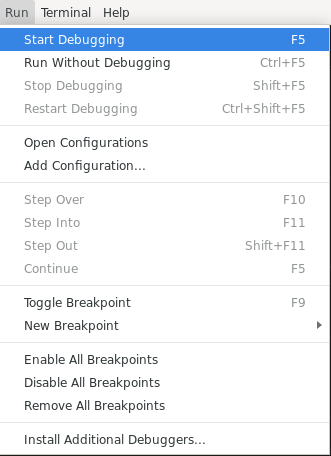 Run Terminal Help
Start Debugging F5
Run Without Debugging Ctrl+F5
Stop Debugging Shift+F5
Restart Debugging Ctrl+Shift+F5
Open Configurations
Add Configuration...
Step Over F10
Step Into F11
Step Out Shift+F11
Continue F5
Toggle Breakpoint F9
New Breakpoint
Enable All Breakpoints
Disable All Breakpoints
Remove All Breakpoints
Install Additional Debuggers...